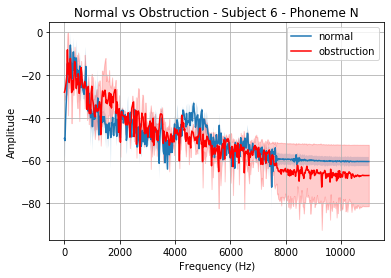 Normal vs Obstruction - Subject 6 - Phoneme N
normal
obstruction
Amplitude
0
−20
−40
−60
−80
0 2000 4000 6000 8000 10000
Frequency (Hz)